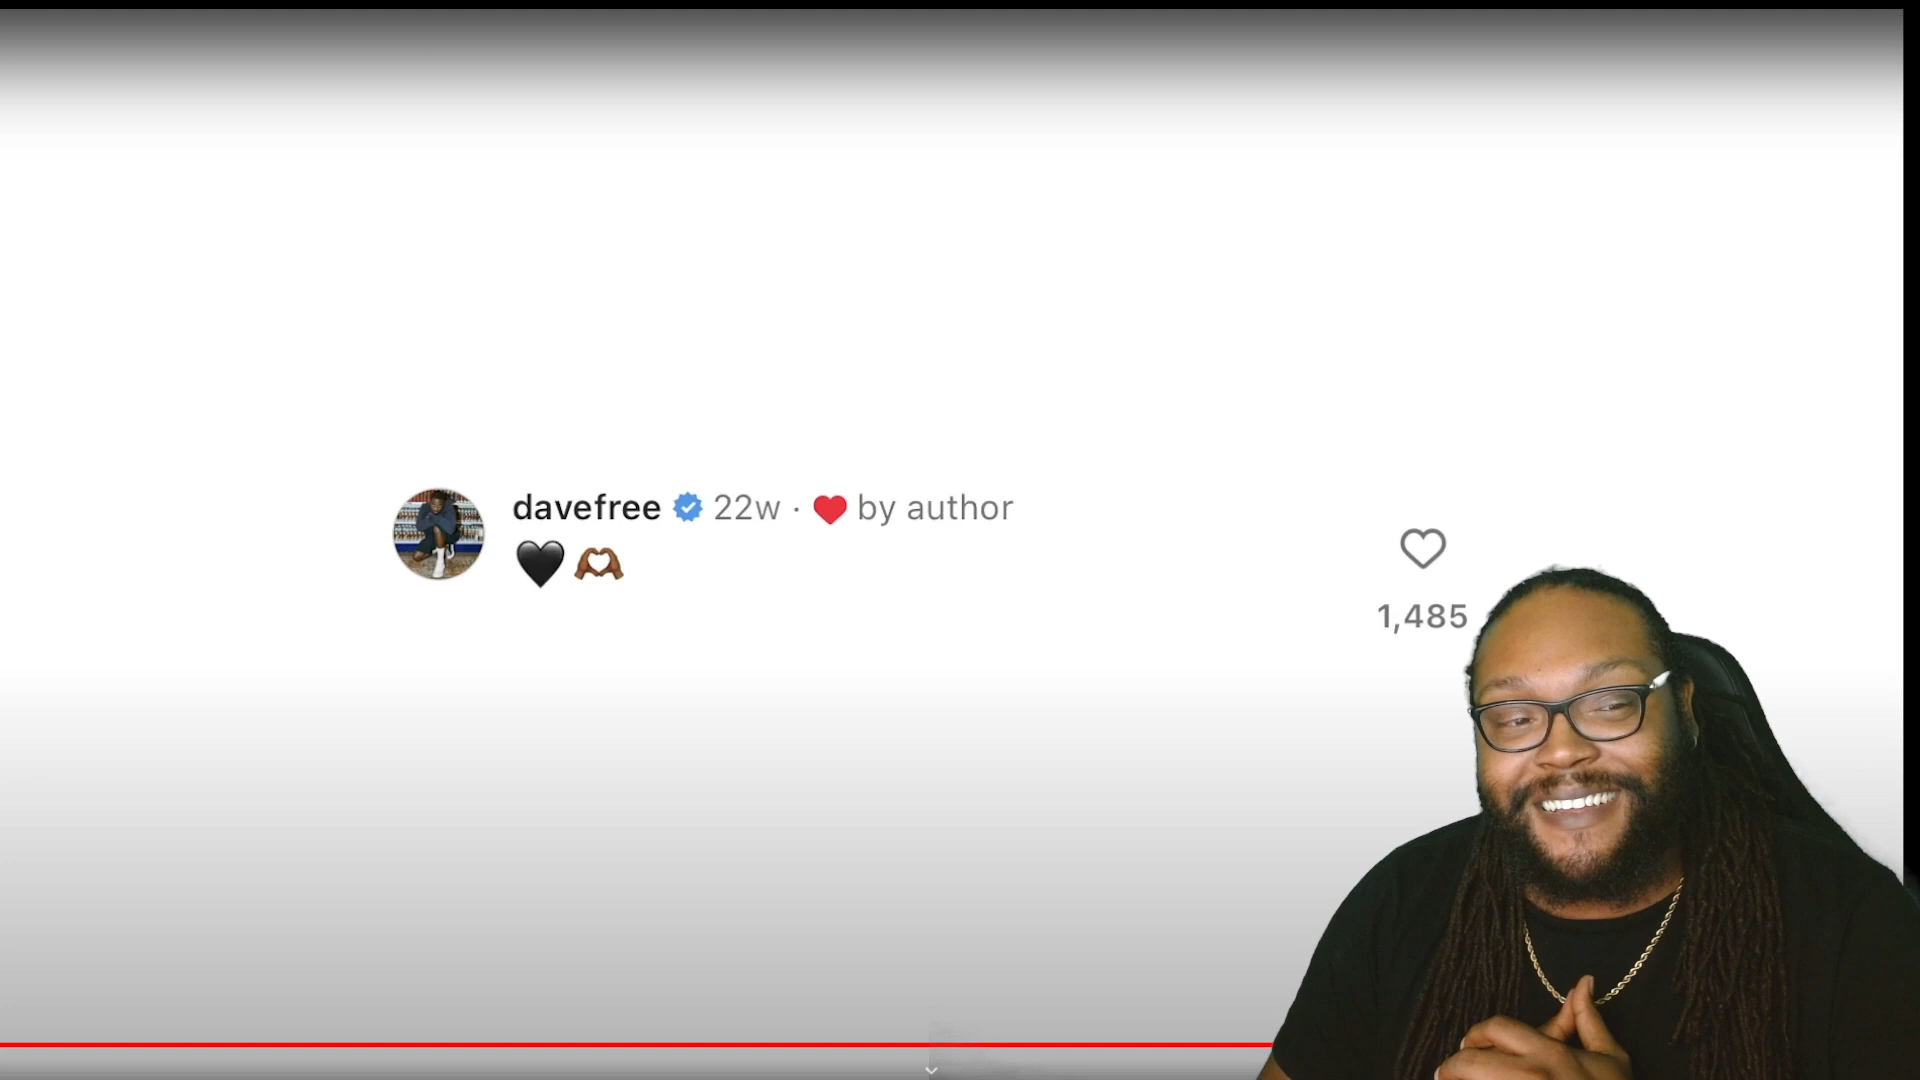 davefree 22w · ❤️ by author
🖤 🫶🏾
1,485